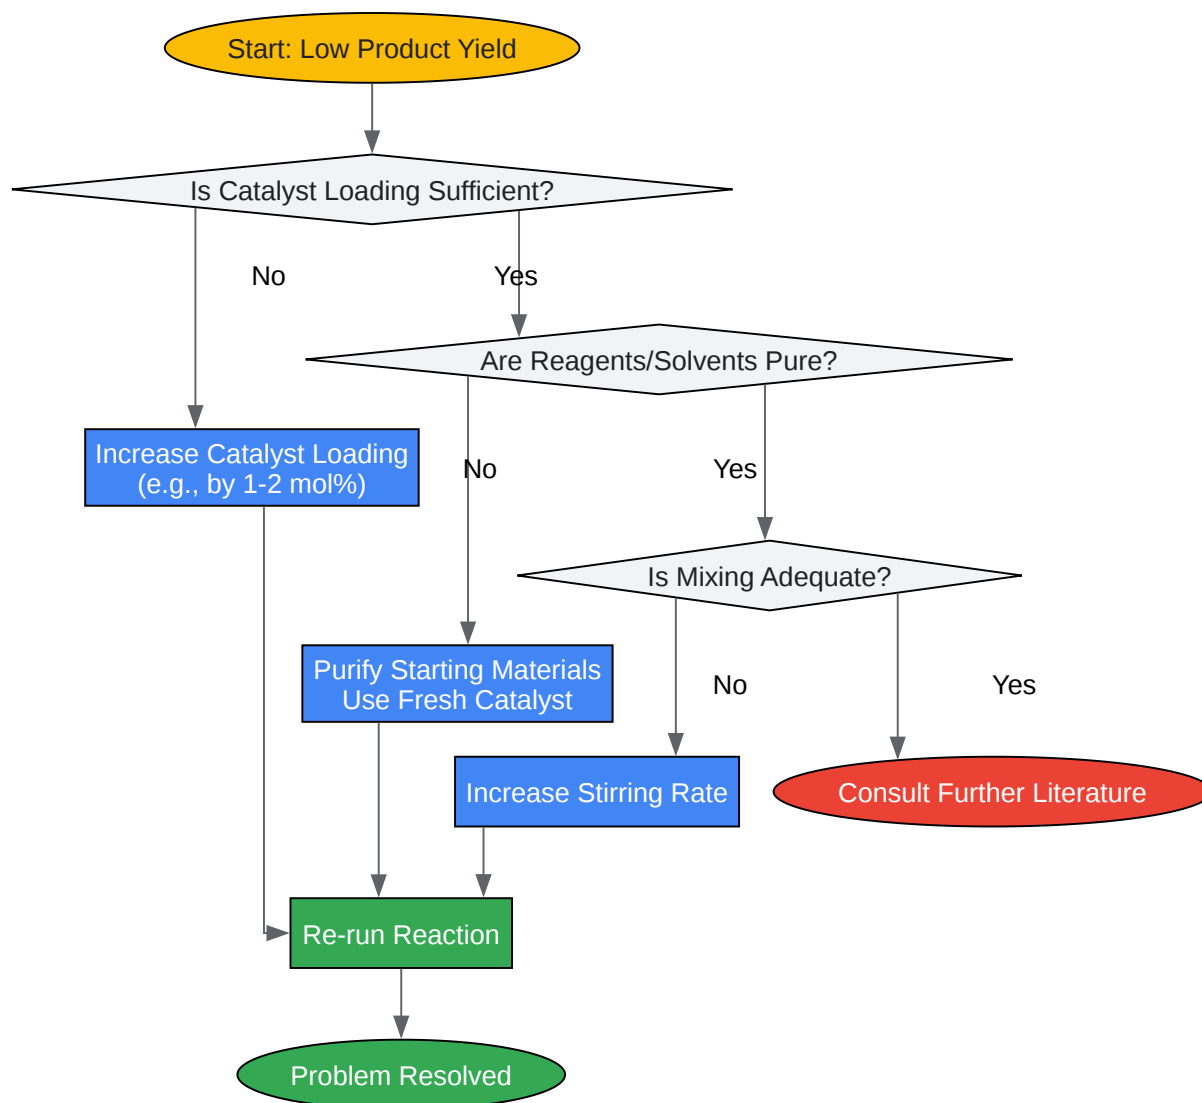 Start: Low Product Yield
Is Catalyst Loading Sufficient?
No
Yes
Are Reagents/Solvents Pure?
Increase Catalyst Loading
(e.g., by 1-2 mol%)
No
Yes
Is Mixing Adequate?
Purify Starting Materials
Use Fresh Catalyst
No
Yes
Increase Stirring Rate
Consult Further Literature
Re-run Reaction
Problem Resolved